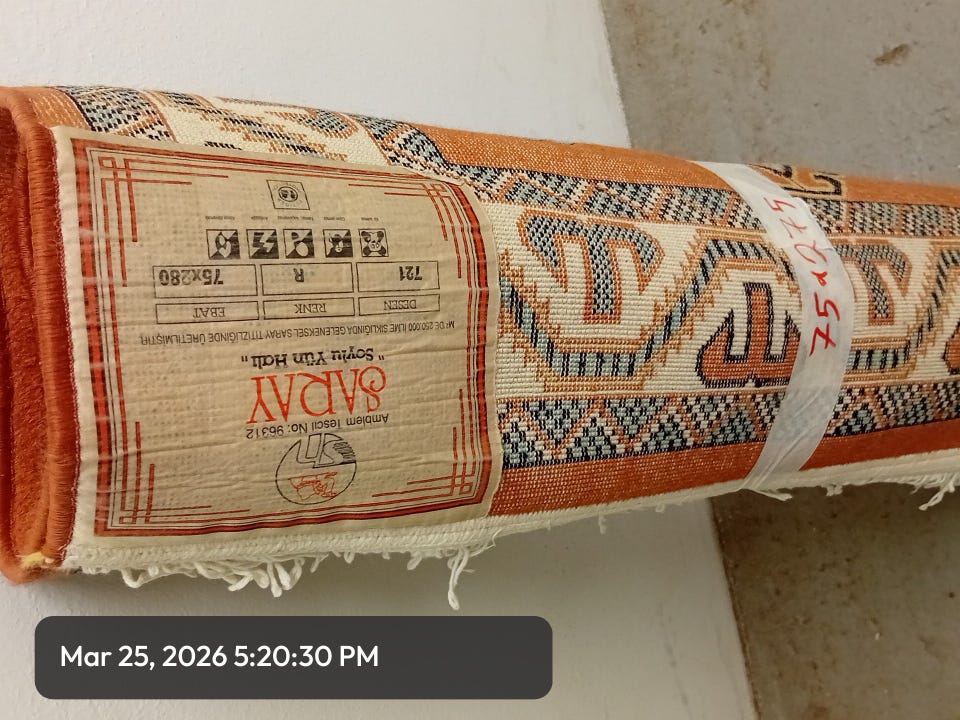 Amblem Tescil No: 96312
SARAY
" Soylu Yün Halı "
M² DE 250.000 İLME SIKLIĞINDA GELENEKSEL SARAY TİTİZLİĞİNDE ÜRETİLMİŞTİR
DESEN RENK EBAT
721 R 75x280
75x275
Mar 25, 2026 5:20:30 PM